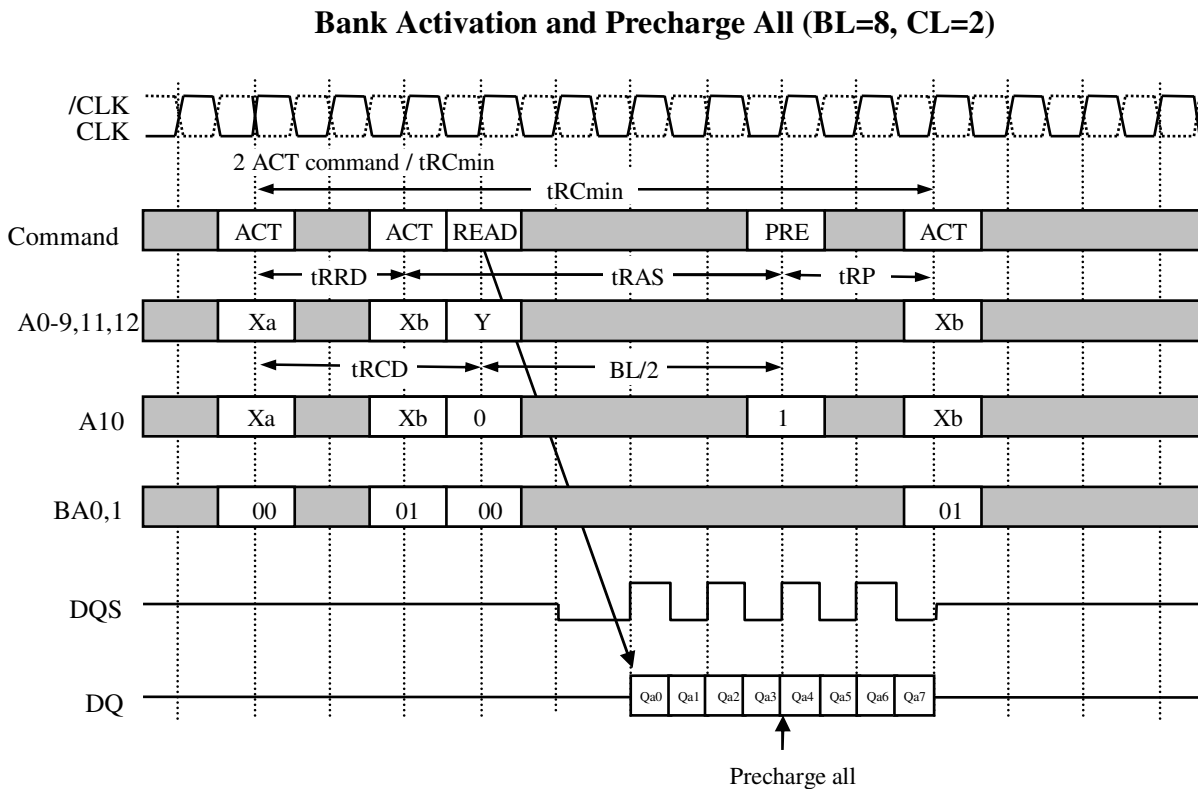 Bank Activation and Precharge All (BL=8, CL=2)
/CLK
CLK
2 ACT command / tRCmin
tRCmin
Command ACT ACT READ PRE ACT
tRRD tRAS tRP
A0-9,11,12 Xa Xb Y Xb
tRCD BL/2
A10 Xa Xb 0 1 Xb
BA0,1 00 01 00 01
DQS
DQ Qa0 Qa1 Qa2 Qa3 Qa4 Qa5 Qa6 Qa7
Precharge all